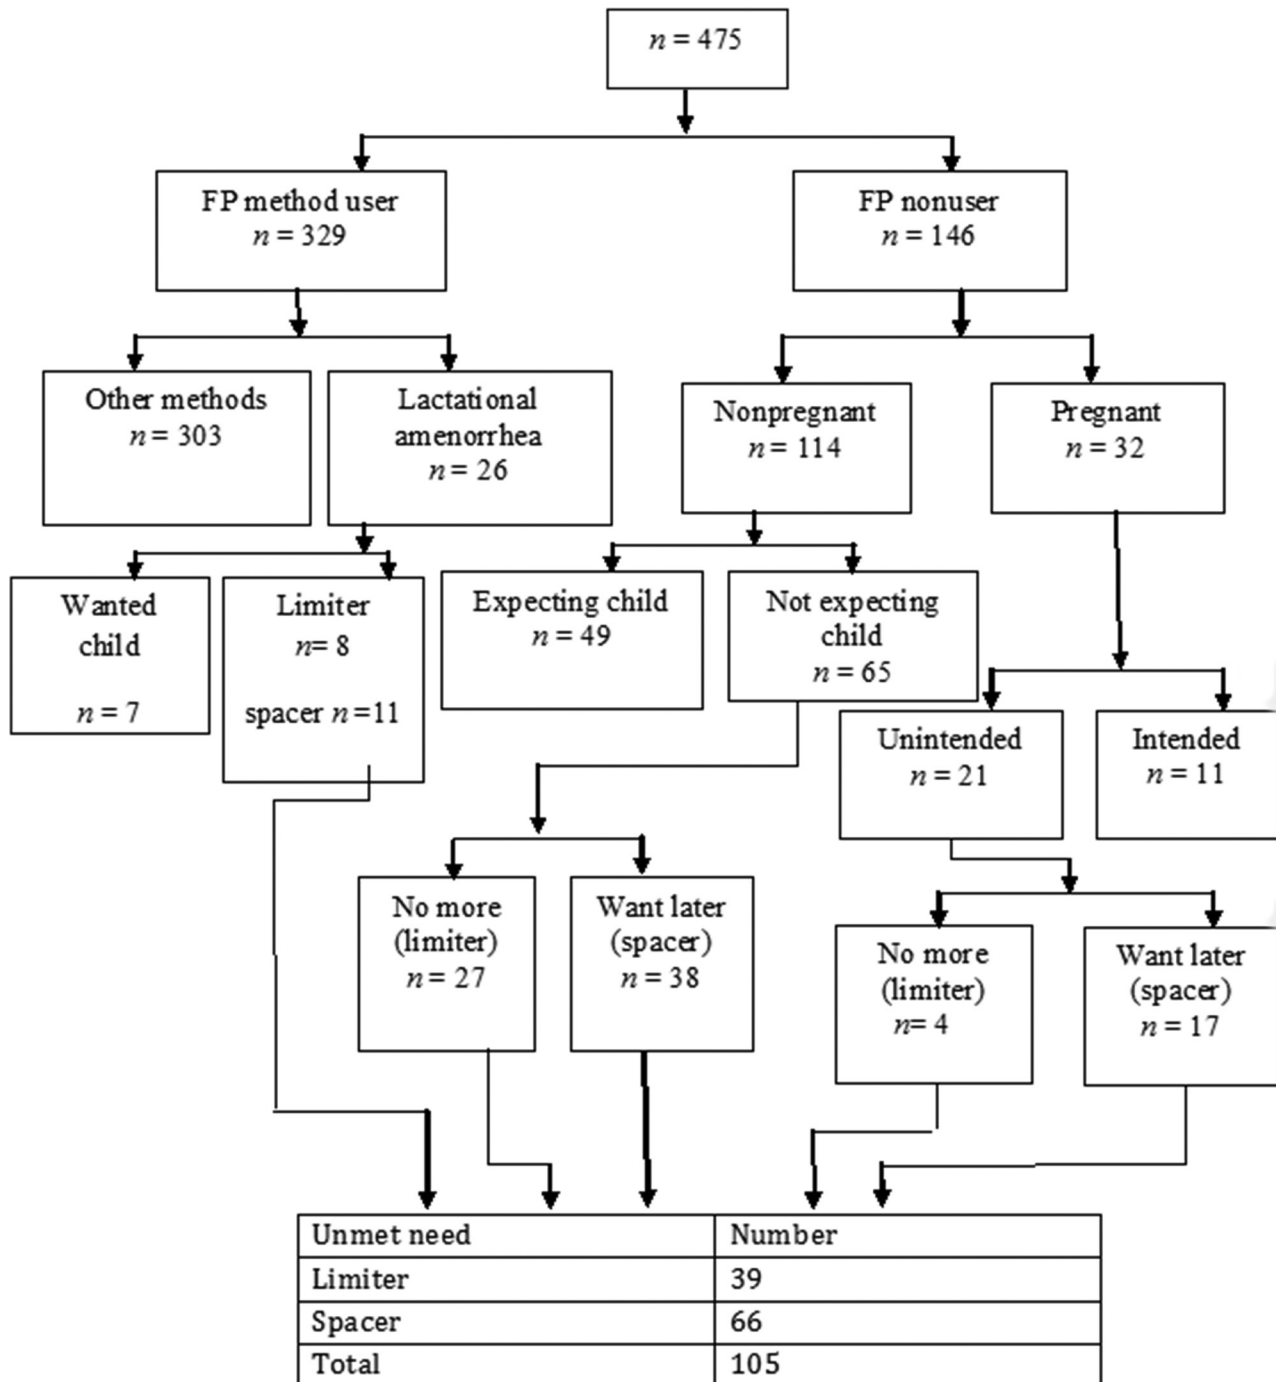 n = 475
FP method user
n = 329
FP nonuser
n = 146
Other methods
n = 303
Lactational
amenorrhea
n = 26
Nonpregnant
n = 114
Pregnant
n = 32
Wanted
child
n = 7
Limiter
n= 8
spacer n =11
Expecting child
n = 49
Not expecting
child
n = 65
Unintended
n = 21
Intended
n = 11
No more
(limiter)
n = 27
Want later
(spacer)
n = 38
No more
(limiter)
n= 4
Want later
(spacer)
n = 17
Unmet need Number
Limiter 39
Spacer 66
Total 105